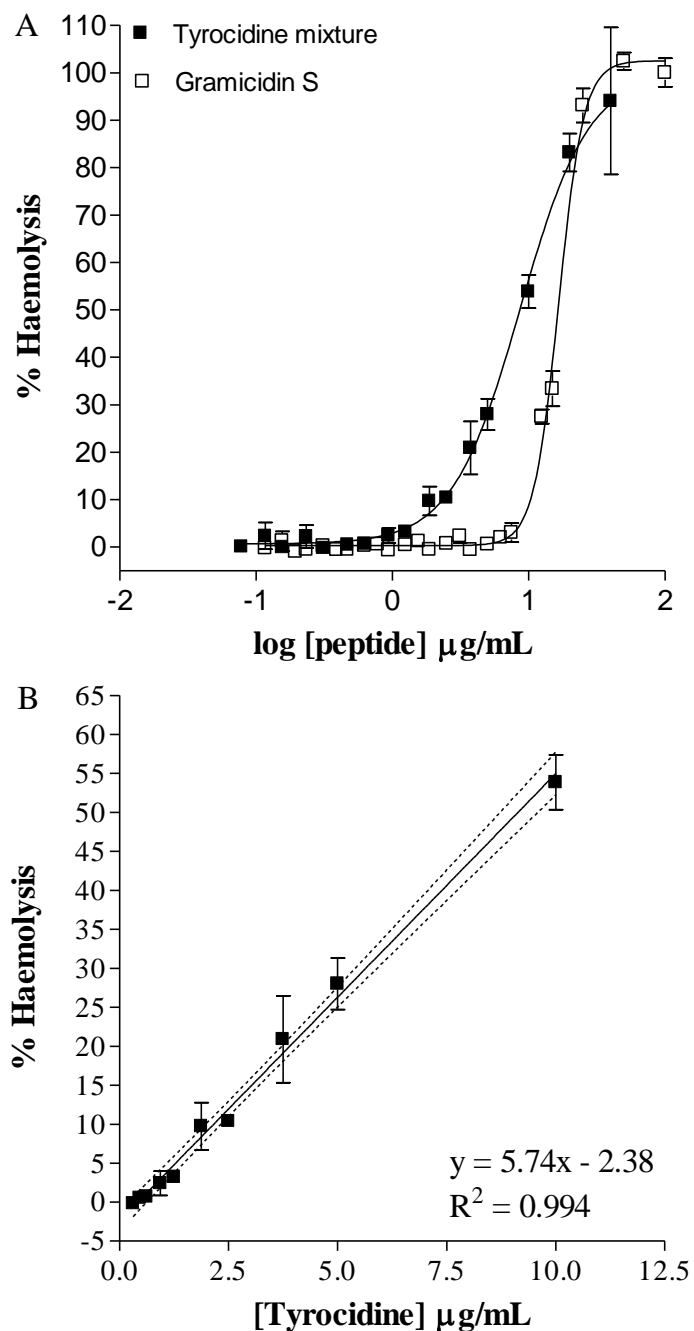 A
Tyrocidine mixture
Gramicidin S
110
100
90
80
70
60
50
40
30
20
10
0
% Haemolysis
-2 -1 0 1 2
log [peptide] μg/mL
B
65
60
55
50
45
40
35
30
25
20
15
10
5
0
-5
% Haemolysis
y = 5.74x - 2.38
R² = 0.994
0.0 2.5 5.0 7.5 10.0 12.5
[Tyrocidine] μg/mL